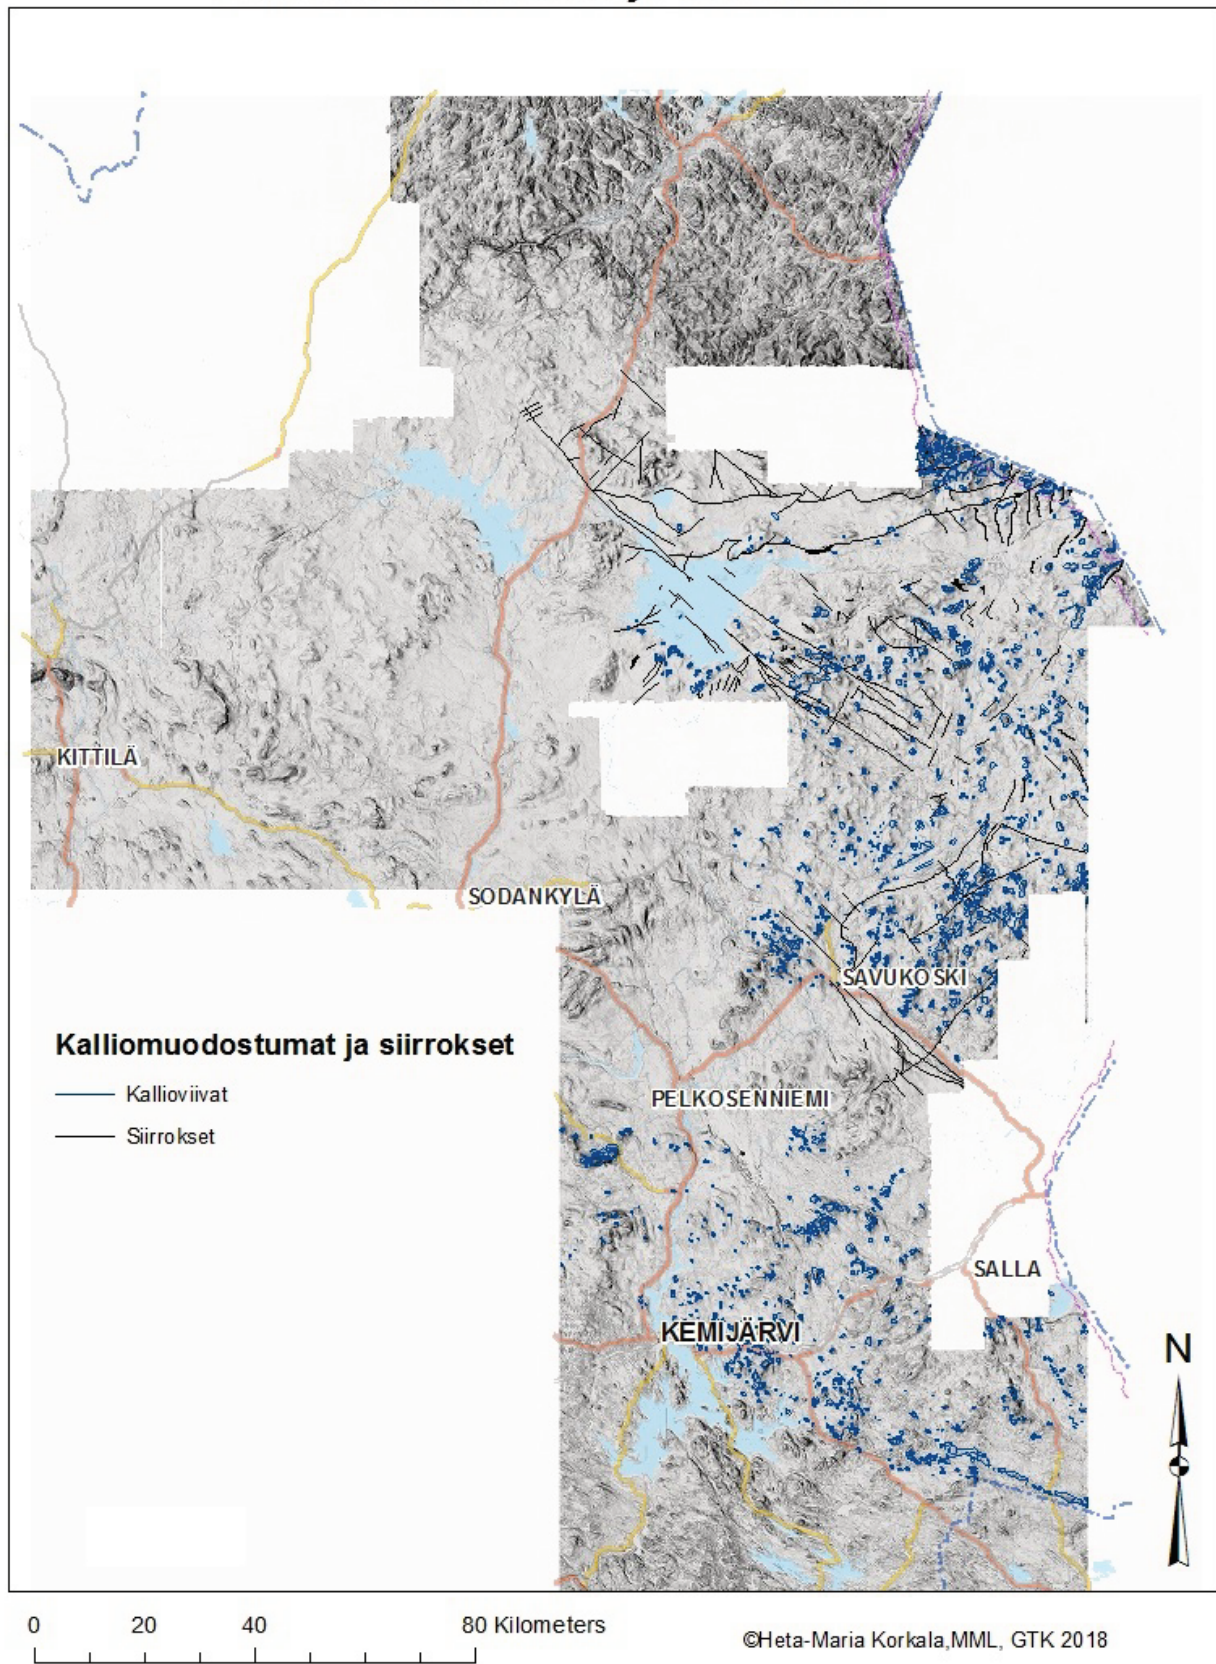 KITTILÄ
SODANKYLÄ
SAVUKOSKI
Kalliomuodostumat ja siirrokset
Kallioviivat
Siirrokset
PELKOSENNIEMI
SALLA
KEMIJÄRVI
N
0 20 40 80 Kilometers
©Heta-Maria Korkala,MML, GTK 2018